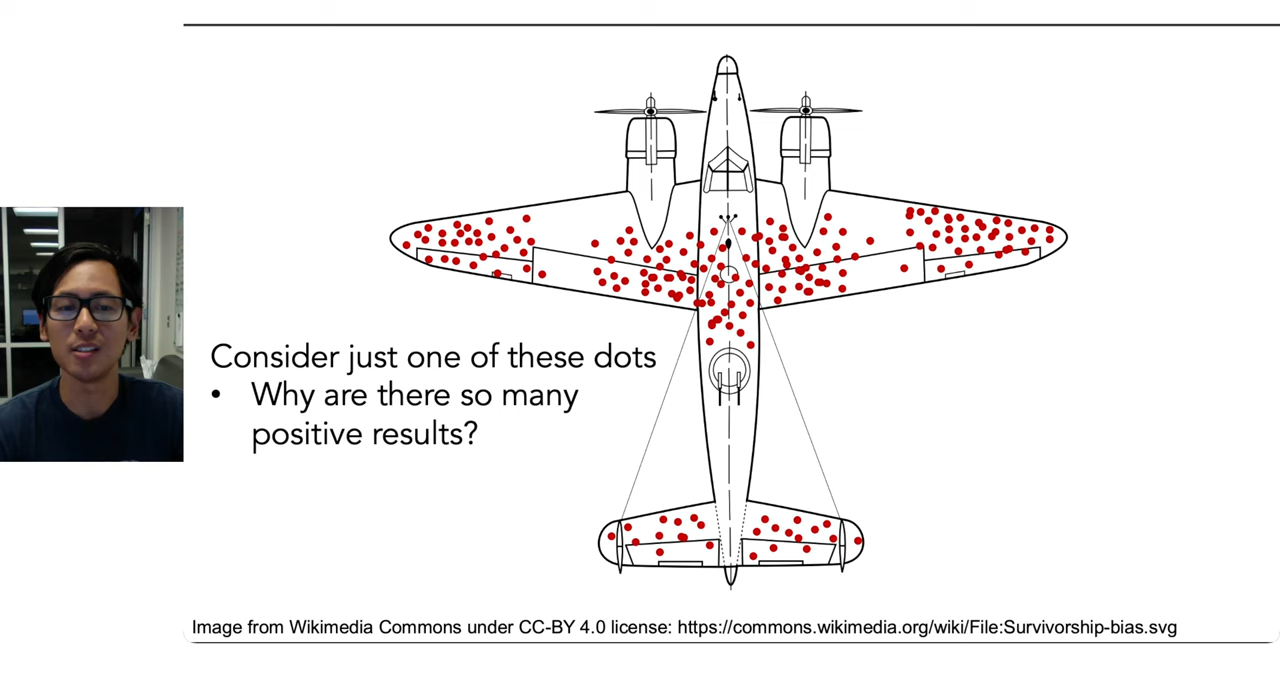 Consider just one of these dots
• Why are there so many
positive results?
Image from Wikimedia Commons under CC-BY 4.0 license: https://commons.wikimedia.org/wiki/File:Survivorship-bias.svg